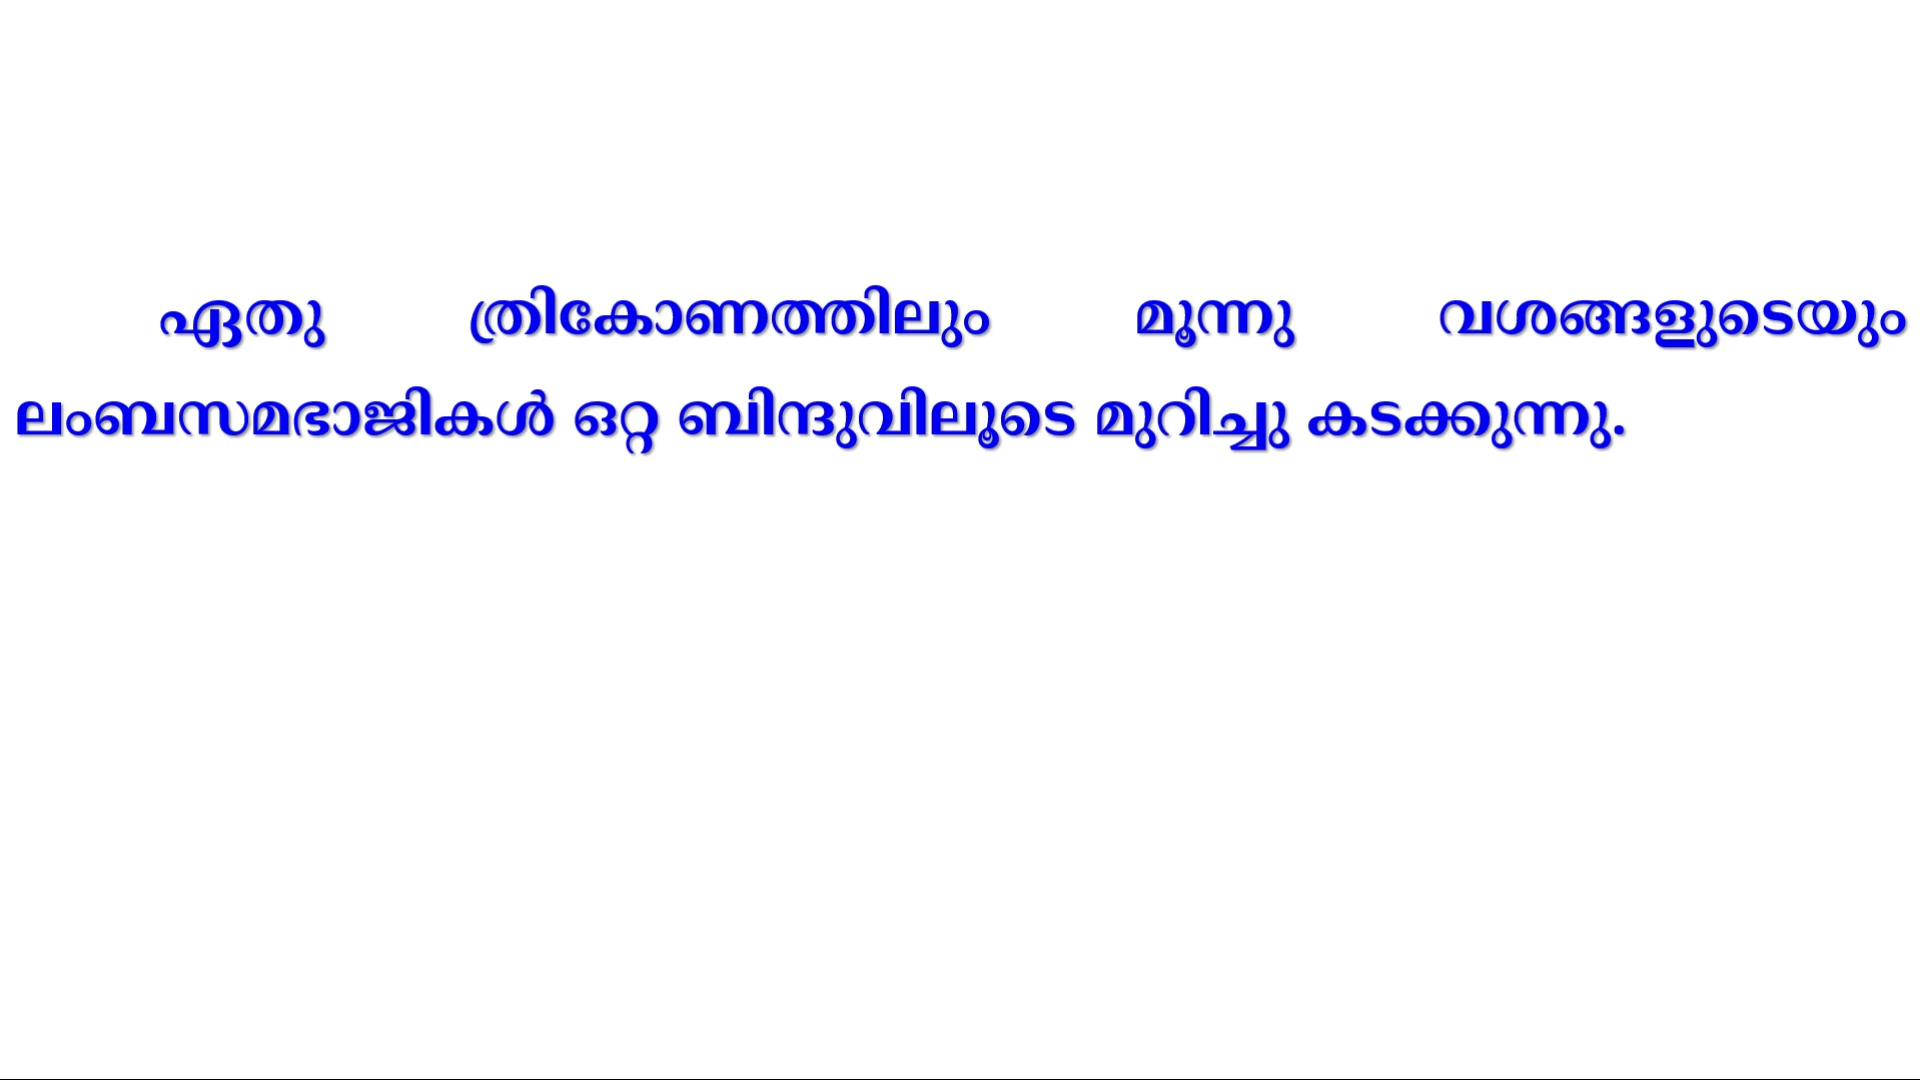 ഏതു ത്രികോണത്തിലും മൂന്നു വശങ്ങളുടെയും
ലംബസമഭാജികൾ ഒറ്റ ബിന്ദുവിലൂടെ മുറിച്ചു കടക്കുന്നു.